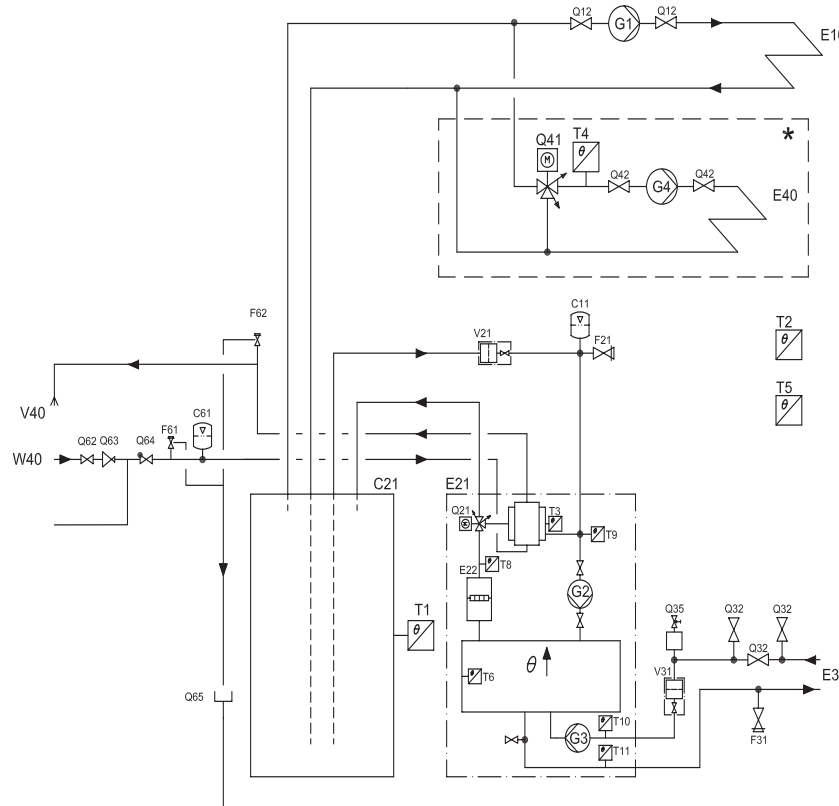 Q12
G1
Q12
E10
*
Q41
T4
M
θ
Q42
G4
Q42
E40
C11
F62
V21
F21
T2
θ
T5
θ
V40
F61
C61
Q62
Q63
Q64
W40
C21
E21
Q21
M
T3
T9
T8
E22
G2
T1
θ
Q35
Q32
Q32
Q32
θ
T6
V31
E3
Q65
T10
G3
T11
F31